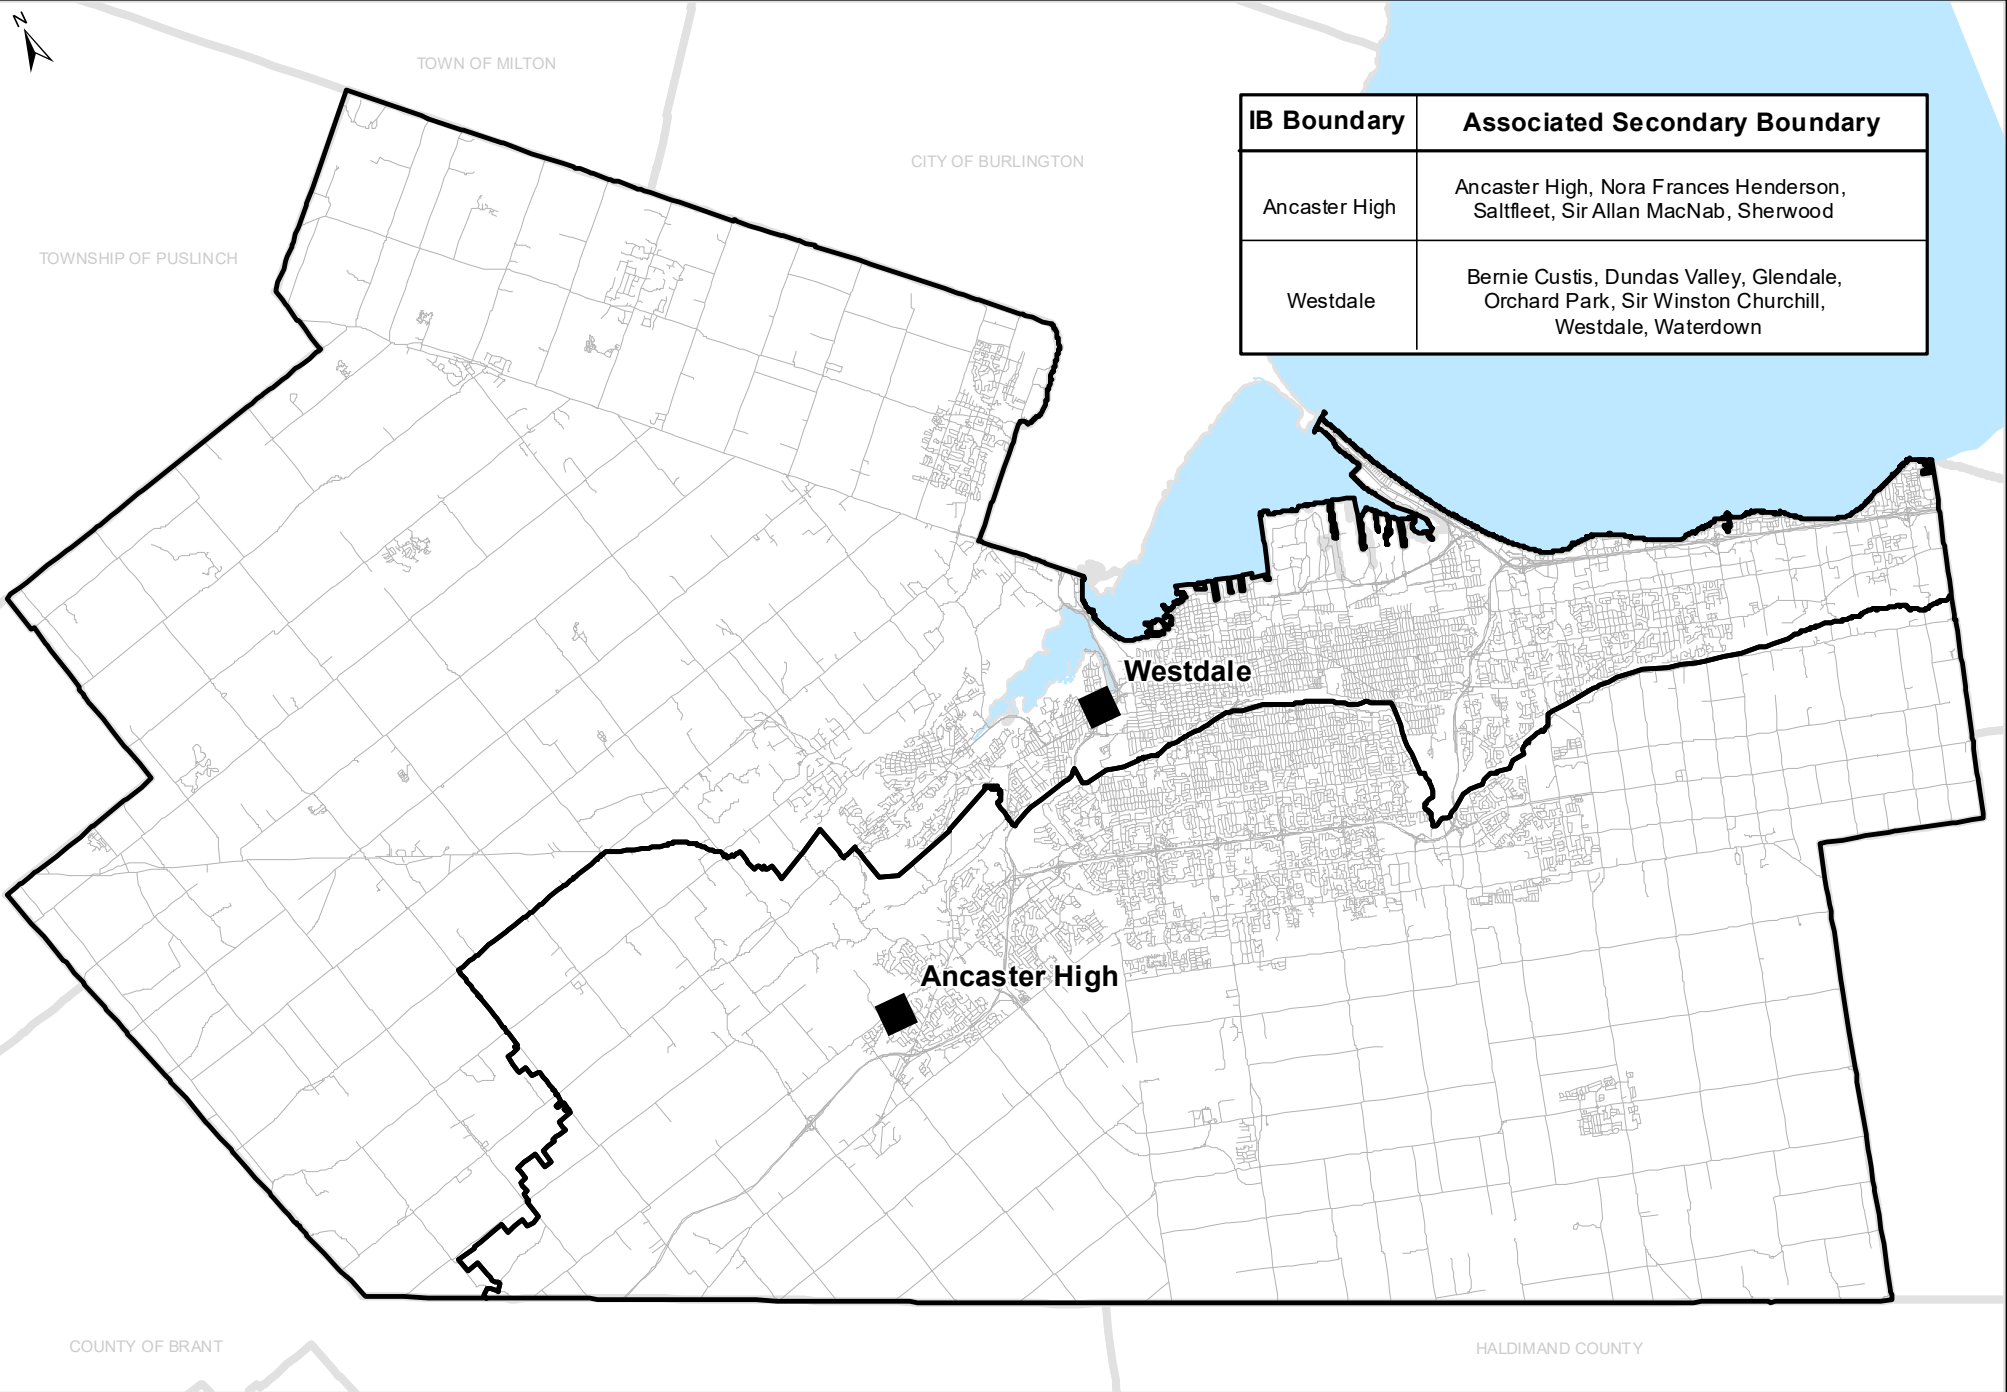 N
TOWN OF MILTON
CITY OF BURLINGTON
TOWNSHIP OF PUSLINCH
IB Boundary
Associated Secondary Boundary
Ancaster High
Ancaster High, Nora Frances Henderson,
Saltfleet, Sir Allan MacNab, Sherwood
Westdale
Bernie Custis, Dundas Valley, Glendale,
Orchard Park, Sir Winston Churchill,
Westdale, Waterdown
Westdale
Ancaster High
COUNTY OF BRANT
HALDIMAND COUNTY